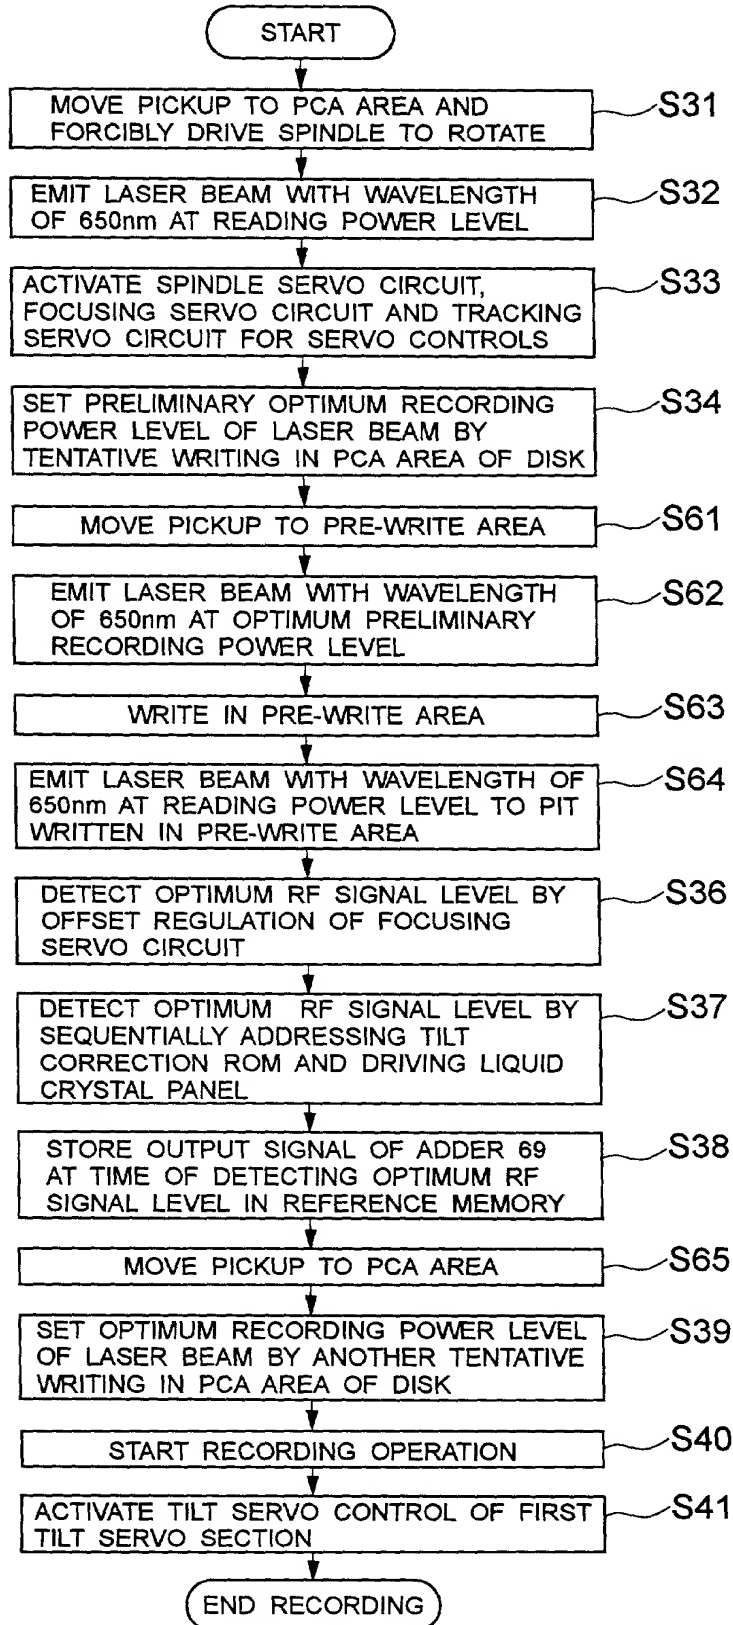 START
MOVE PICKUP TO PCA AREA AND
FORCIBLY DRIVE SPINDLE TO ROTATE
S31
EMIT LASER BEAM WITH WAVELENGTH
OF 650nm AT READING POWER LEVEL
S32
ACTIVATE SPINDLE SERVO CIRCUIT,
FOCUSING SERVO CIRCUIT AND TRACKING
SERVO CIRCUIT FOR SERVO CONTROLS
S33
SET PRELIMINARY OPTIMUM RECORDING
POWER LEVEL OF LASER BEAM BY
TENTATIVE WRITING IN PCA AREA OF DISK
S34
MOVE PICKUP TO PRE-WRITE AREA
S61
EMIT LASER BEAM WITH WAVELENGTH
OF 650nm AT OPTIMUM PRELIMINARY
RECORDING POWER LEVEL
S62
WRITE IN PRE-WRITE AREA
S63
EMIT LASER BEAM WITH WAVELENGTH OF
650nm AT READING POWER LEVEL TO PIT
WRITTEN IN PRE-WRITE AREA
S64
DETECT OPTIMUM RF SIGNAL LEVEL BY
OFFSET REGULATION OF FOCUSING
SERVO CIRCUIT
S36
DETECT OPTIMUM RF SIGNAL LEVEL BY
SEQUENTIALLY ADDRESSING TILT
CORRECTION ROM AND DRIVING LIQUID
CRYSTAL PANEL
S37
STORE OUTPUT SIGNAL OF ADDER 69
AT TIME OF DETECTING OPTIMUM RF
SIGNAL LEVEL IN REFERENCE MEMORY
S38
MOVE PICKUP TO PCA AREA
S65
SET OPTIMUM RECORDING POWER LEVEL
OF LASER BEAM BY ANOTHER TENTATIVE
WRITING IN PCA AREA OF DISK
S39
START RECORDING OPERATION
S40
ACTIVATE TILT SERVO CONTROL OF FIRST
TILT SERVO SECTION
S41
END RECORDING